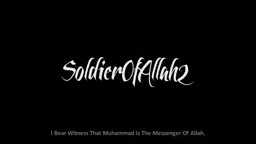 SoldierOfAllah2
I Bear Witness That Muhammad Is The Messenger Of Allah.